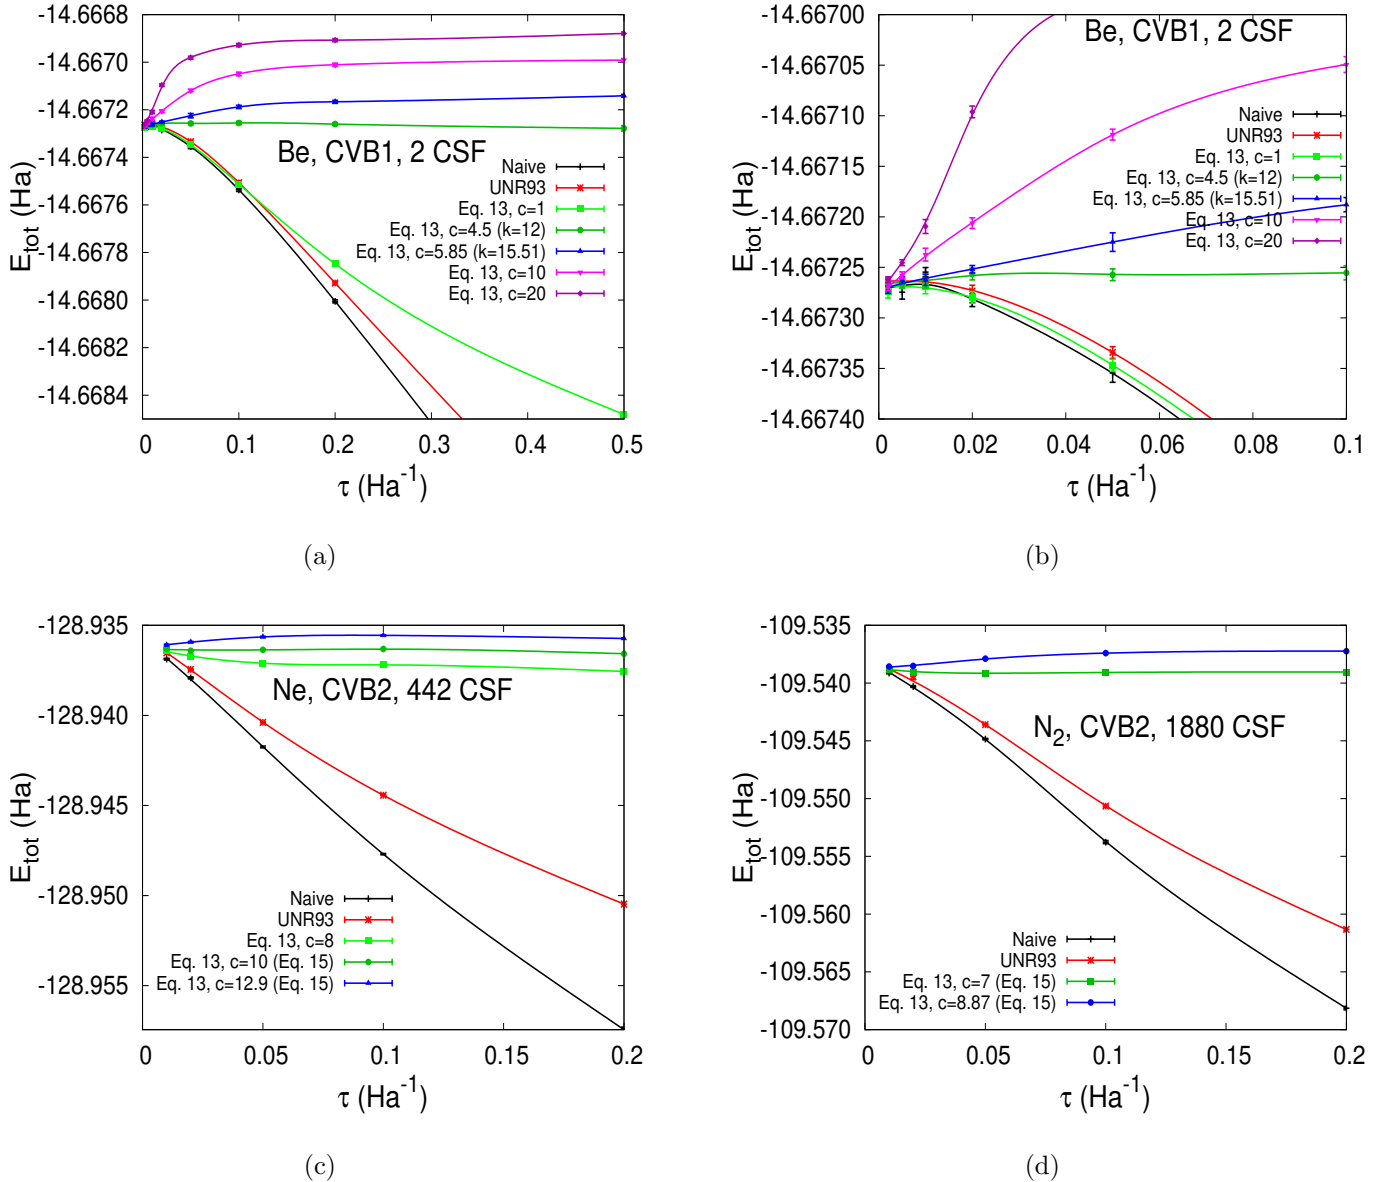 -14.6668
-14.6670
-14.6672
-14.6674
-14.6676
-14.6678
-14.6680
-14.6682
-14.6684
E_tot (Ha)
Be, CVB1, 2 CSF
Naive
UNR93
Eq. 13, c=1
Eq. 13, c=4.5 (k=12)
Eq. 13, c=5.85 (k=15.51)
Eq. 13, c=10
Eq. 13, c=20
0 0.1 0.2 0.3 0.4 0.5
τ (Ha^-1)
(a)
-14.66700
-14.66705
-14.66710
-14.66715
-14.66720
-14.66725
-14.66730
-14.66735
-14.66740
E_tot (Ha)
Be, CVB1, 2 CSF
Naive
UNR93
Eq. 13, c=1
Eq. 13, c=4.5 (k=12)
Eq. 13, c=5.85 (k=15.51)
Eq. 13, c=10
Eq. 13, c=20
0 0.02 0.04 0.06 0.08 0.1
τ (Ha^-1)
(b)
-128.935
-128.940
-128.945
-128.950
-128.955
E_tot (Ha)
Ne, CVB2, 442 CSF
Naive
UNR93
Eq. 13, c=8
Eq. 13, c=10 (Eq. 15)
Eq. 13, c=12.9 (Eq. 15)
0 0.05 0.1 0.15 0.2
τ (Ha^-1)
(c)
-109.535
-109.540
-109.545
-109.550
-109.555
-109.560
-109.565
-109.570
E_tot (Ha)
N_2, CVB2, 1880 CSF
Naive
UNR93
Eq. 13, c=7 (Eq. 15)
Eq. 13, c=8.87 (Eq. 15)
0 0.05 0.1 0.15 0.2
τ (Ha^-1)
(d)